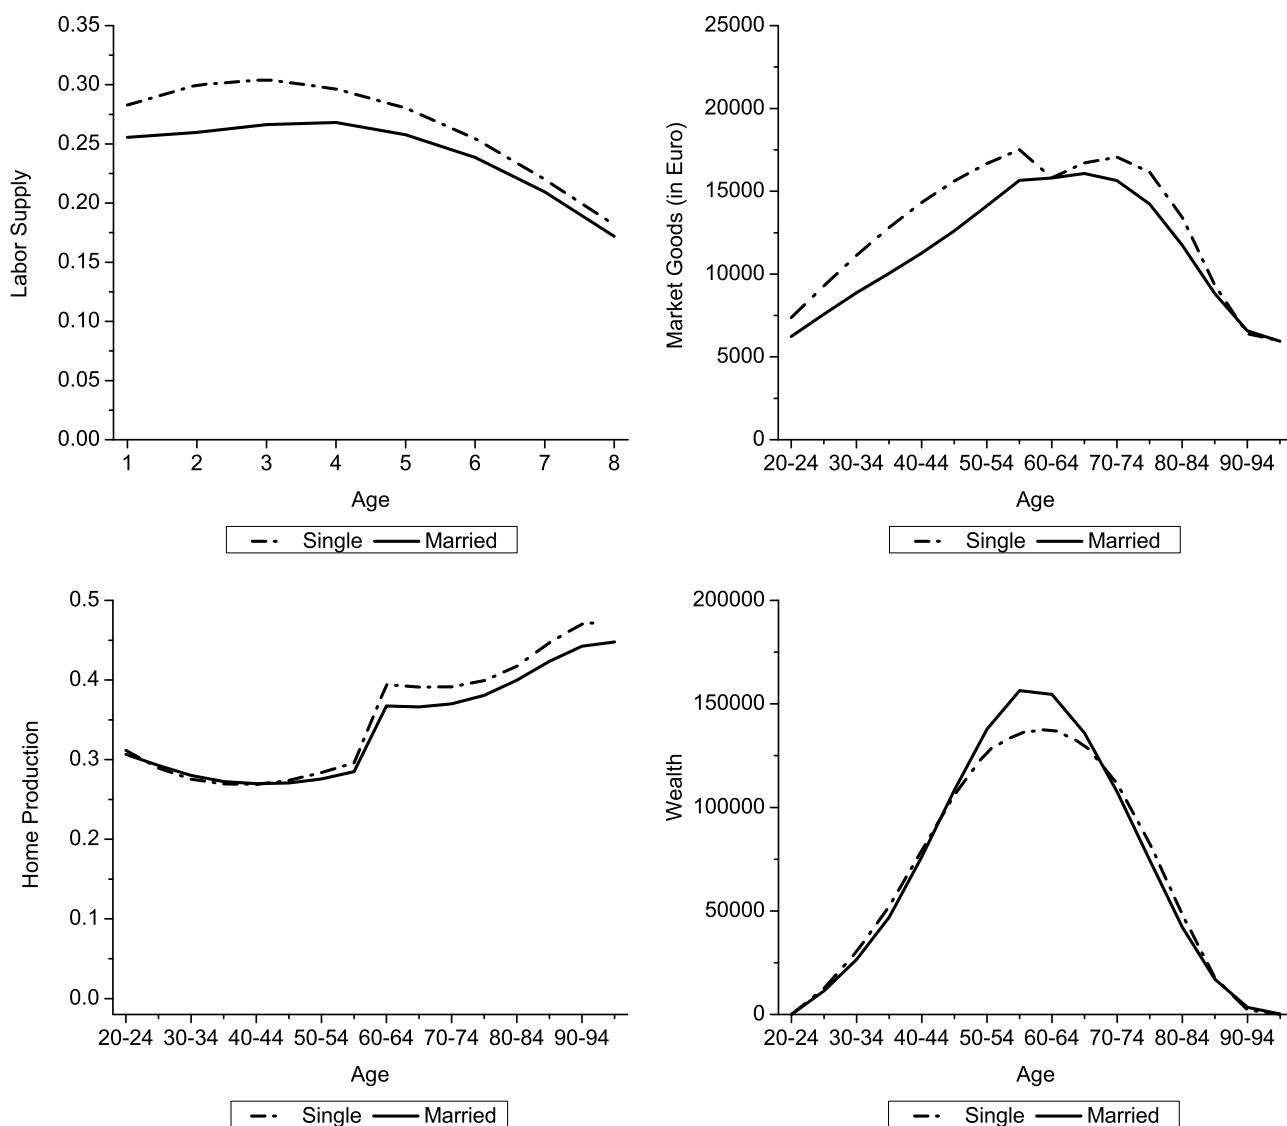 0.35
0.30
0.25
0.20
0.15
0.10
0.05
0.00
Labor Supply
1 2 3 4 5 6 7 8
Age
Single Married
25000
20000
15000
10000
5000
0
Market Goods (in Euro)
20-24 30-34 40-44 50-54 60-64 70-74 80-84 90-94
Age
Single Married
0.5
0.4
0.3
0.2
0.1
0.0
Home Production
20-24 30-34 40-44 50-54 60-64 70-74 80-84 90-94
Age
Single Married
200000
150000
100000
50000
0
Wealth
20-24 30-34 40-44 50-54 60-64 70-74 80-84 90-94
Age
Single Married